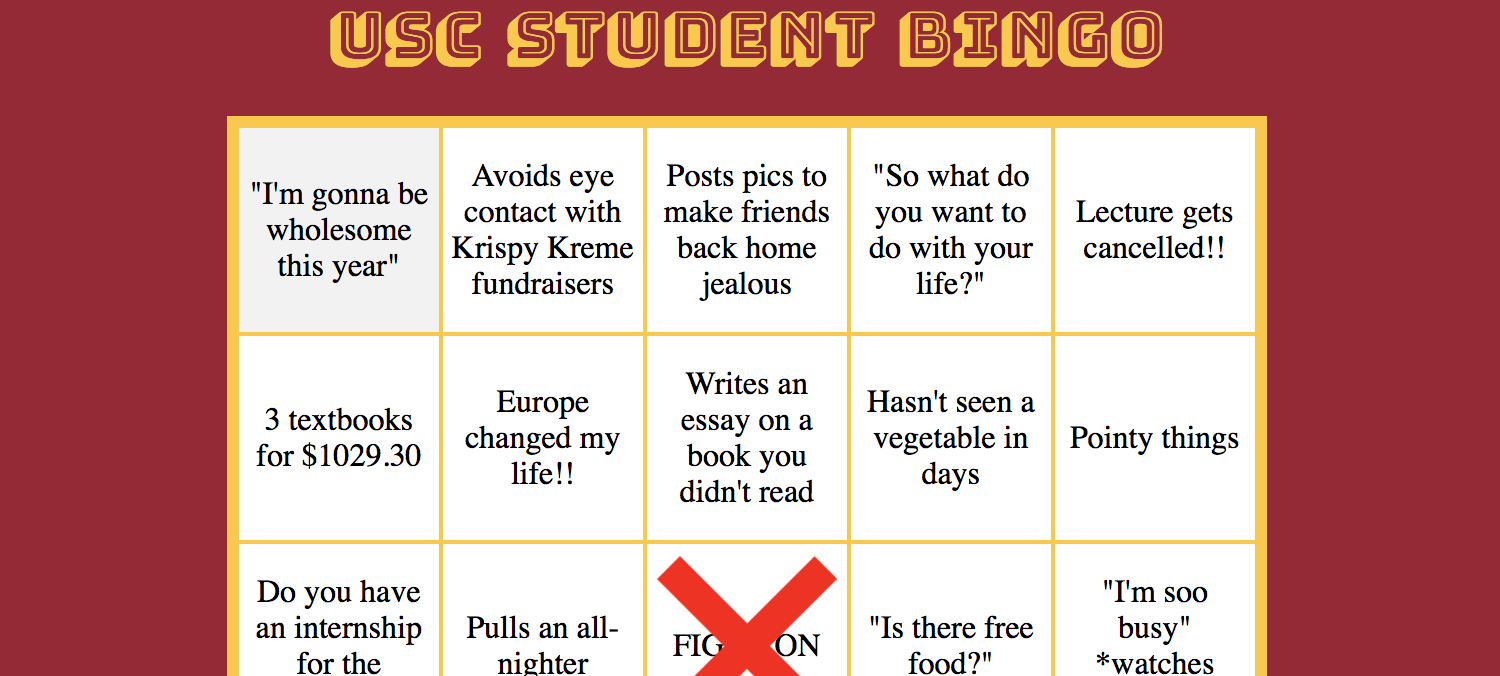 USC STUDENT BINGO
"I'm gonna be
wholesome
this year"
Avoids eye
contact with
Krispy Kreme
fundraisers
Posts pics to
make friends
back home
jealous
"So what do
you want to
do with your
life?"
Lecture gets
cancelled!!
3 textbooks
for $1029.30
Europe
changed my
life!!
Writes an
essay on a
book you
didn't read
Hasn't seen a
vegetable in
days
Pointy things
Do you have
an internship
for the
Pulls an all-
nighter
FIG ON
"Is there free
food?"
"I'm soo
busy"
*watches